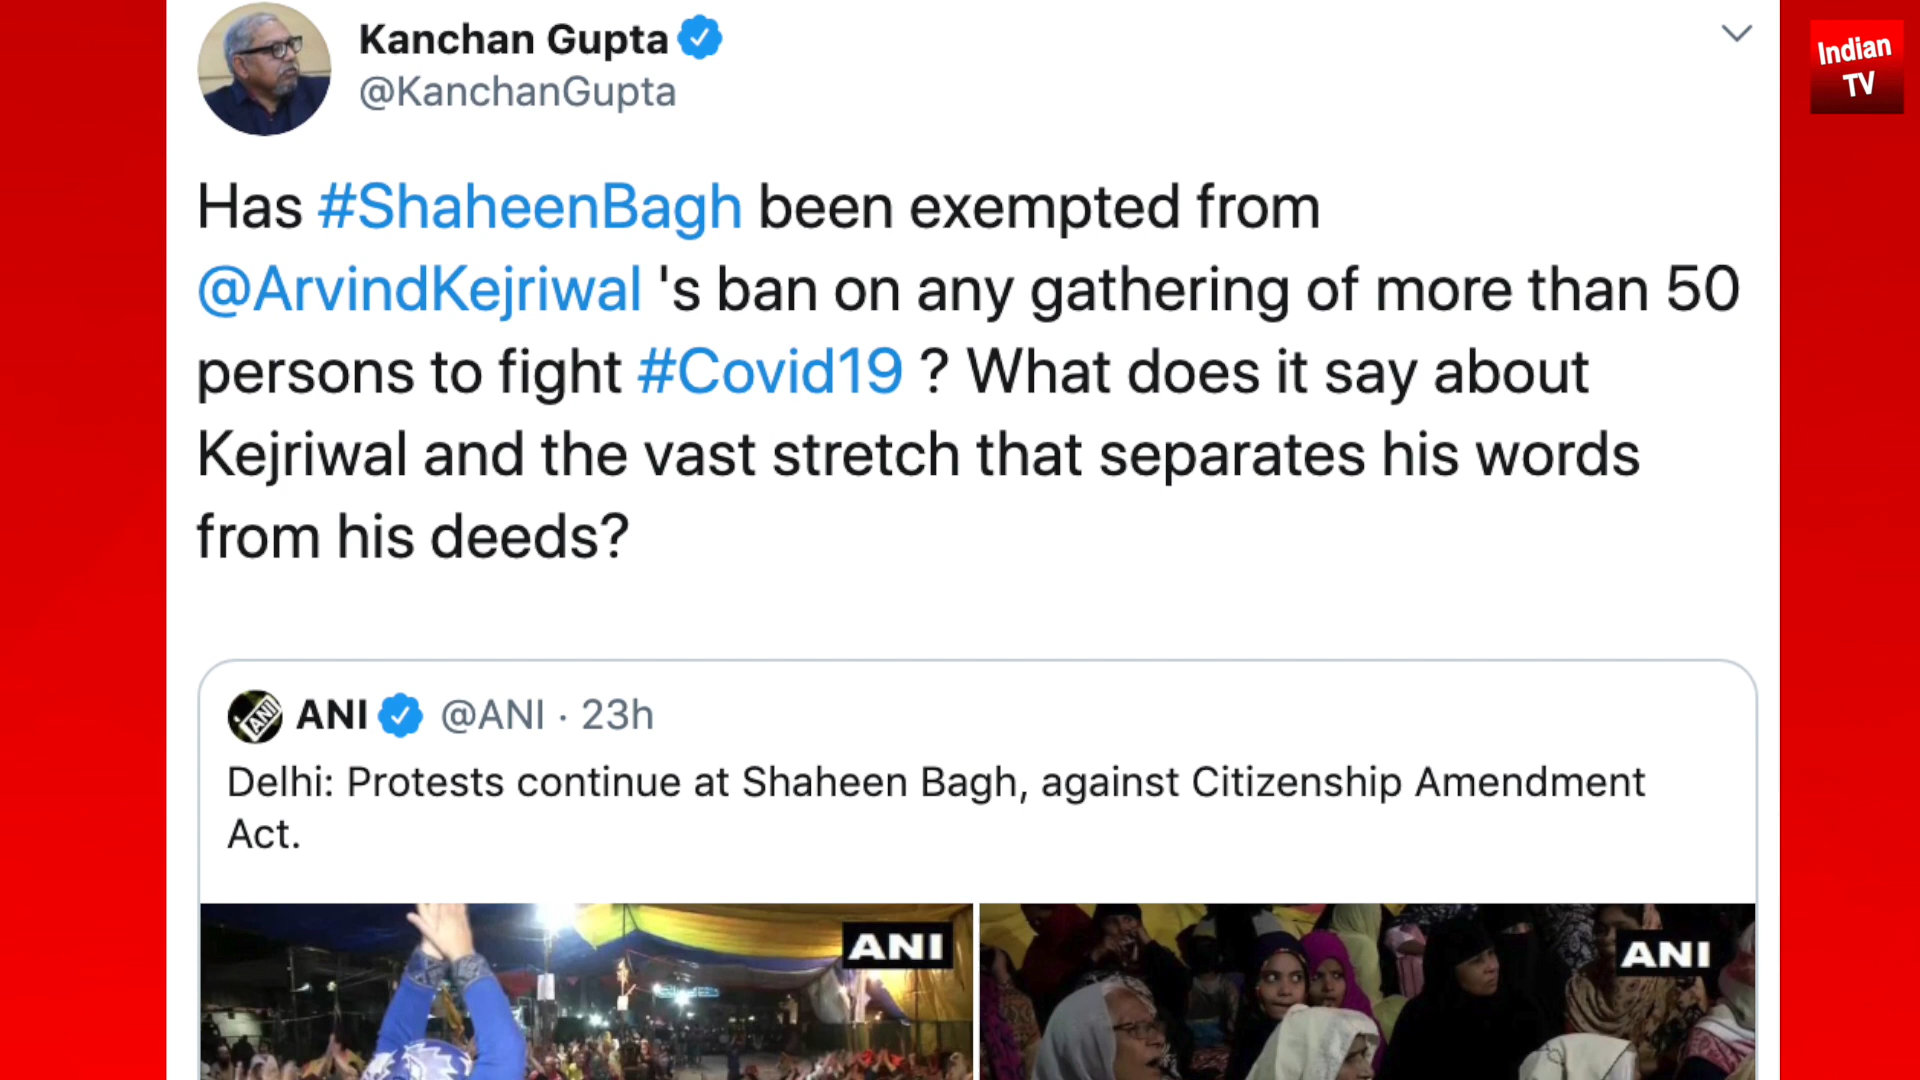 Kanchan Gupta
@KanchanGupta
Indian
TV
Has #ShaheenBagh been exempted from
@ArvindKejriwal 's ban on any gathering of more than 50
persons to fight #Covid19 ? What does it say about
Kejriwal and the vast stretch that separates his words
from his deeds?
ANI @ANI · 23h
Delhi: Protests continue at Shaheen Bagh, against Citizenship Amendment
Act.
ANI
ANI